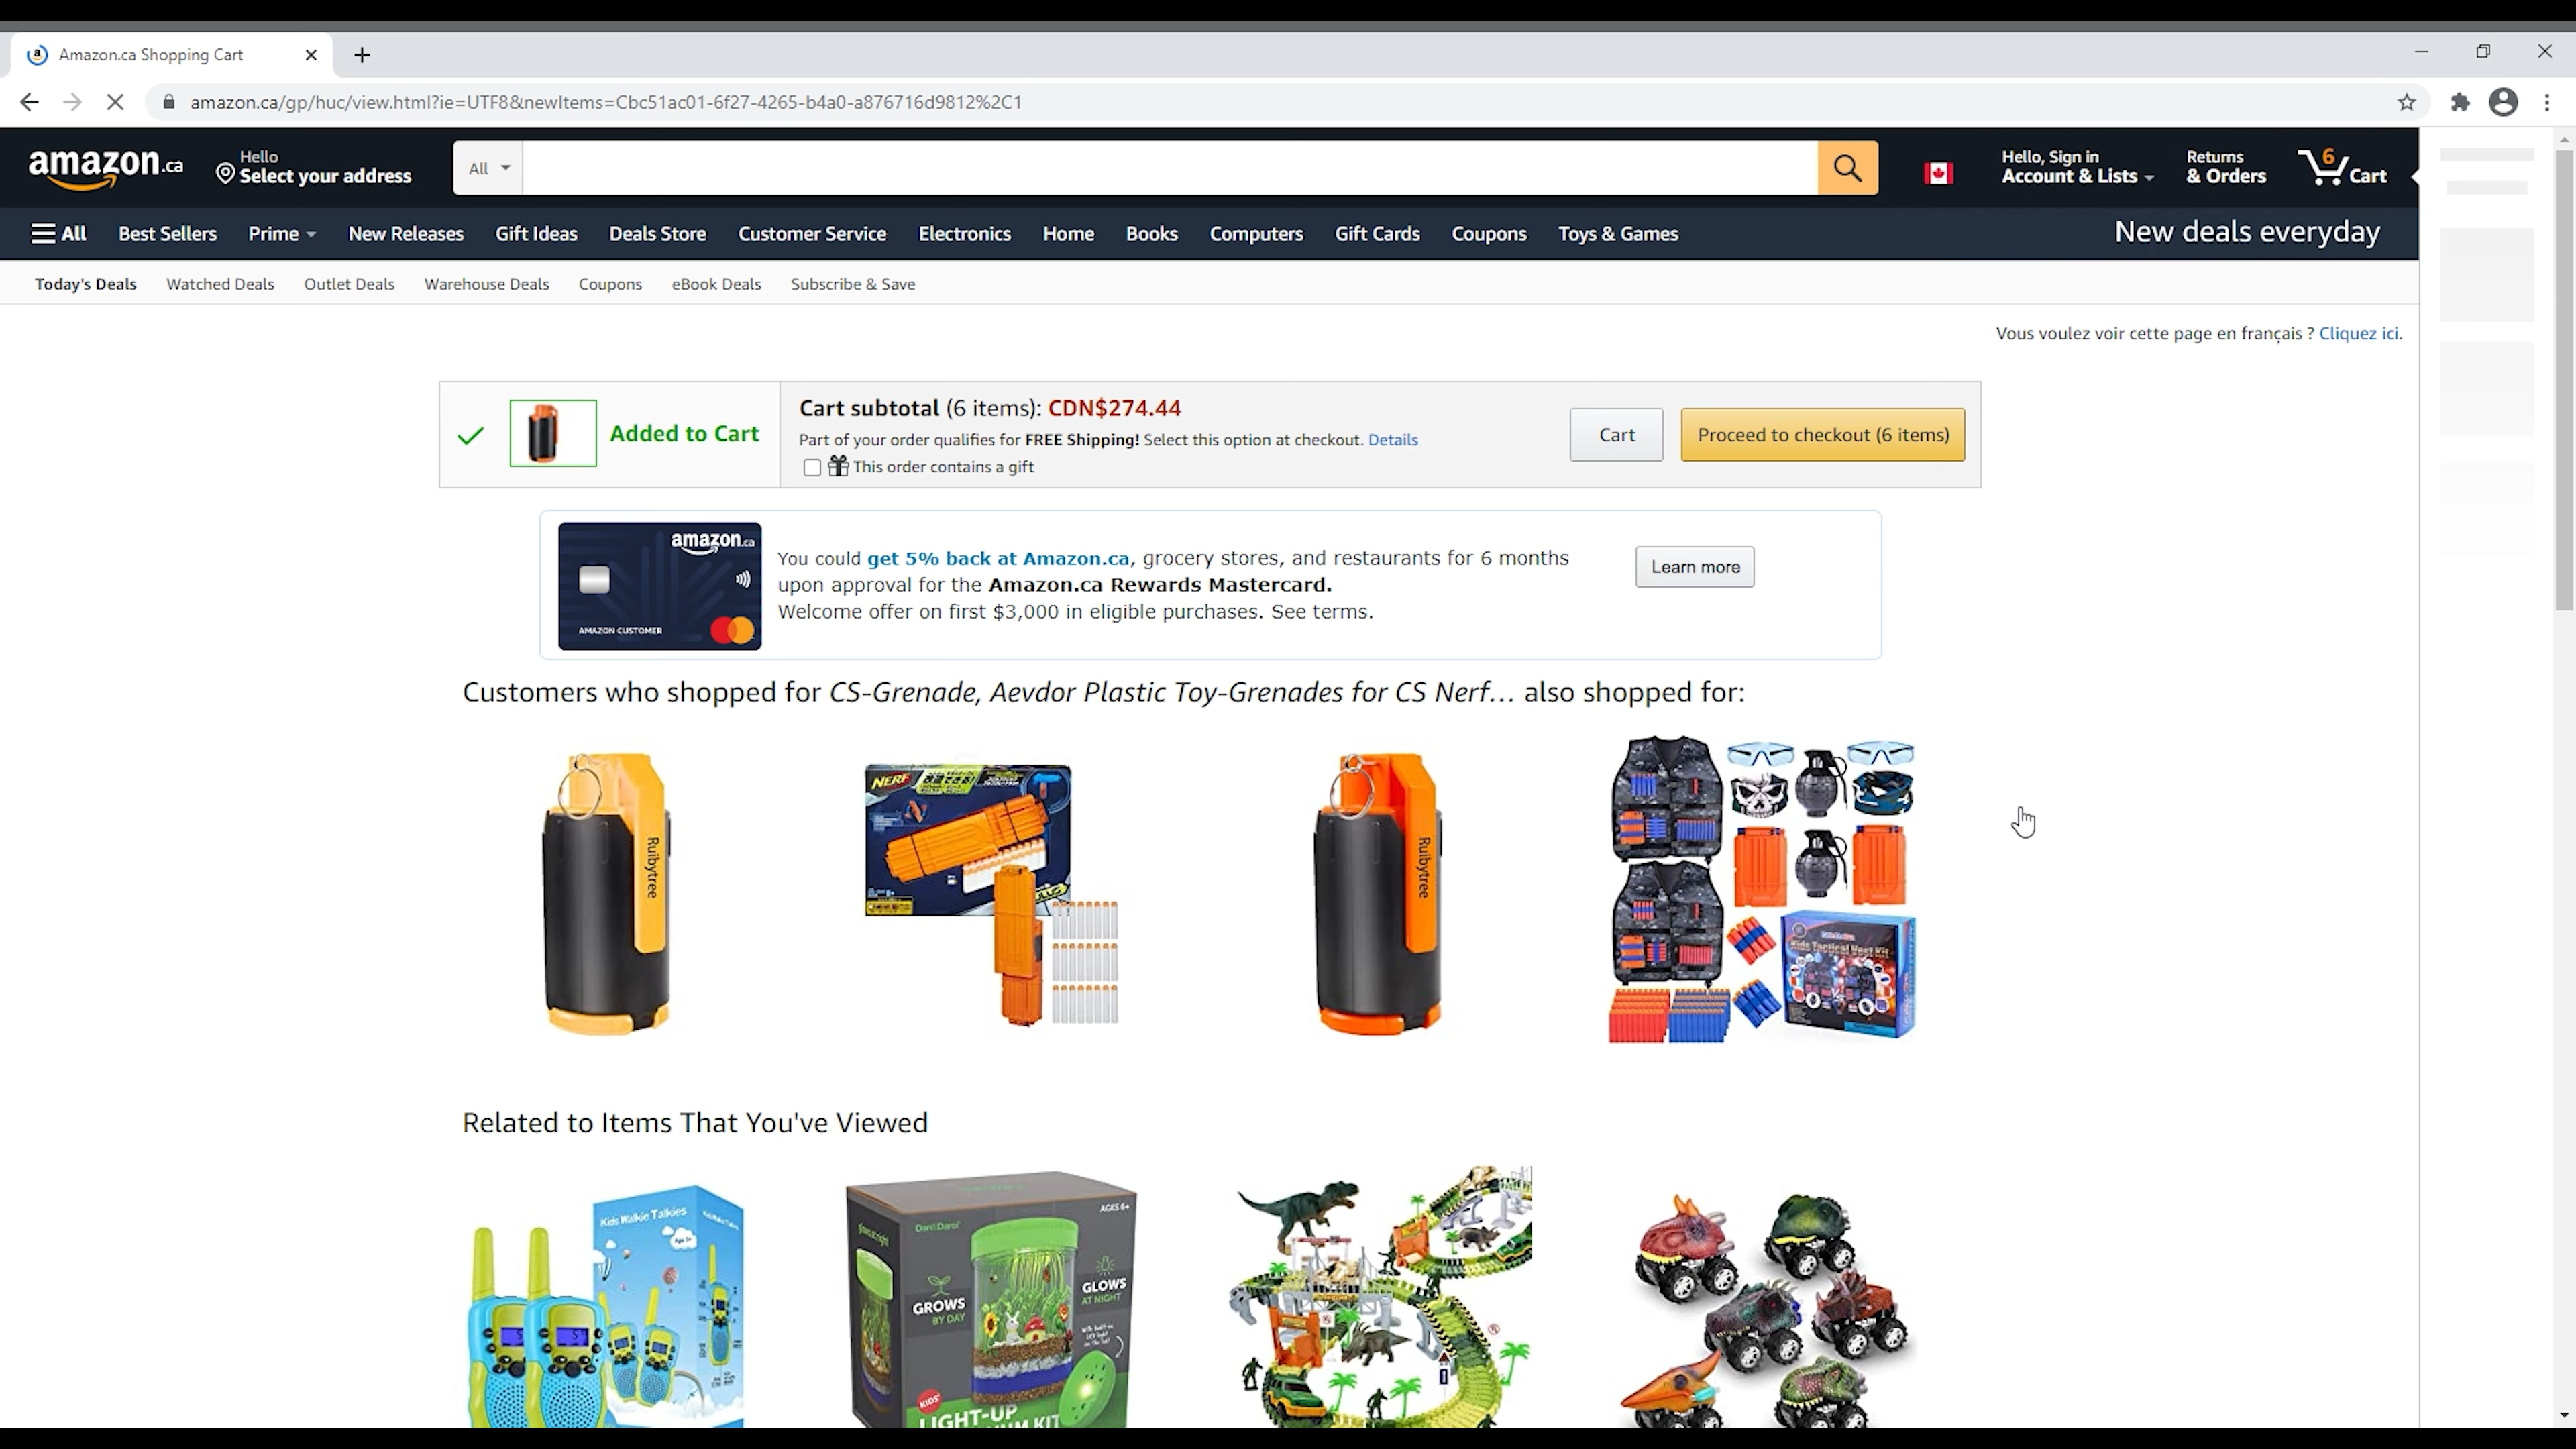 Amazon.ca Shopping Cart
amazon.ca/gp/huc/view.html?ie=UTF8&newItems=Cbc51ac01-6f27-4265-b4a0-a876716d9812%2C1
amazon.ca
Hello
Select your address
All
Hello, Sign in
Account & Lists
Returns
& Orders
6
Cart
All Best Sellers Prime New Releases Gift Ideas Deals Store Customer Service Electronics Home Books Computers Gift Cards Coupons Toys & Games
New deals everyday
Today's Deals Watched Deals Outlet Deals Warehouse Deals Coupons eBook Deals Subscribe & Save
Vous voulez voir cette page en français ? Cliquez ici.
Added to Cart
Cart subtotal (6 items): CDN$274.44
Part of your order qualifies for FREE Shipping! Select this option at checkout. Details
This order contains a gift
Cart
Proceed to checkout (6 items)
amazon.ca
AMAZON CUSTOMER
You could get 5% back at Amazon.ca, grocery stores, and restaurants for 6 months
upon approval for the Amazon.ca Rewards Mastercard.
Welcome offer on first $3,000 in eligible purchases. See terms.
Learn more
Customers who shopped for CS-Grenade, Aevdor Plastic Toy-Grenades for CS Nerf... also shopped for:
Ruibytree
NERF
Ruibytree
Kids Tactical Vest Kit
Related to Items That You've Viewed
Kids Walkie Talkies
Dan&Darci
AGES 6+
GROWS
BY DAY
GLOWS
AT NIGHT
KIDS
LIGHT-UP